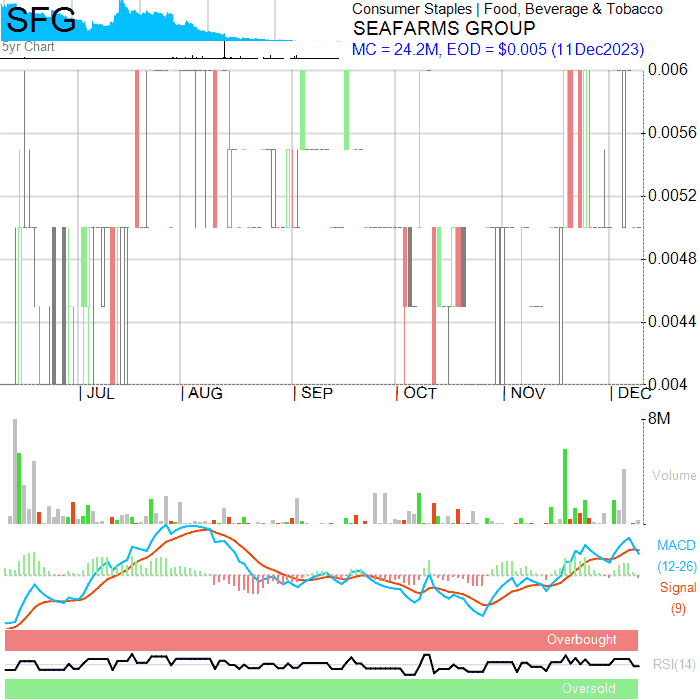 SFG
5yr Chart
Consumer Staples | Food, Beverage & Tobacco
SEAFARMS GROUP
MC = 24.2M, EOD = $0.005 (11Dec2023)
0.006
0.0056
0.0052
0.0048
0.0044
0.004
JUL AUG SEP OCT NOV DEC
8M
Volume
MACD
(12-26)
Signal
(9)
Overbought
RSI(14)
Oversold